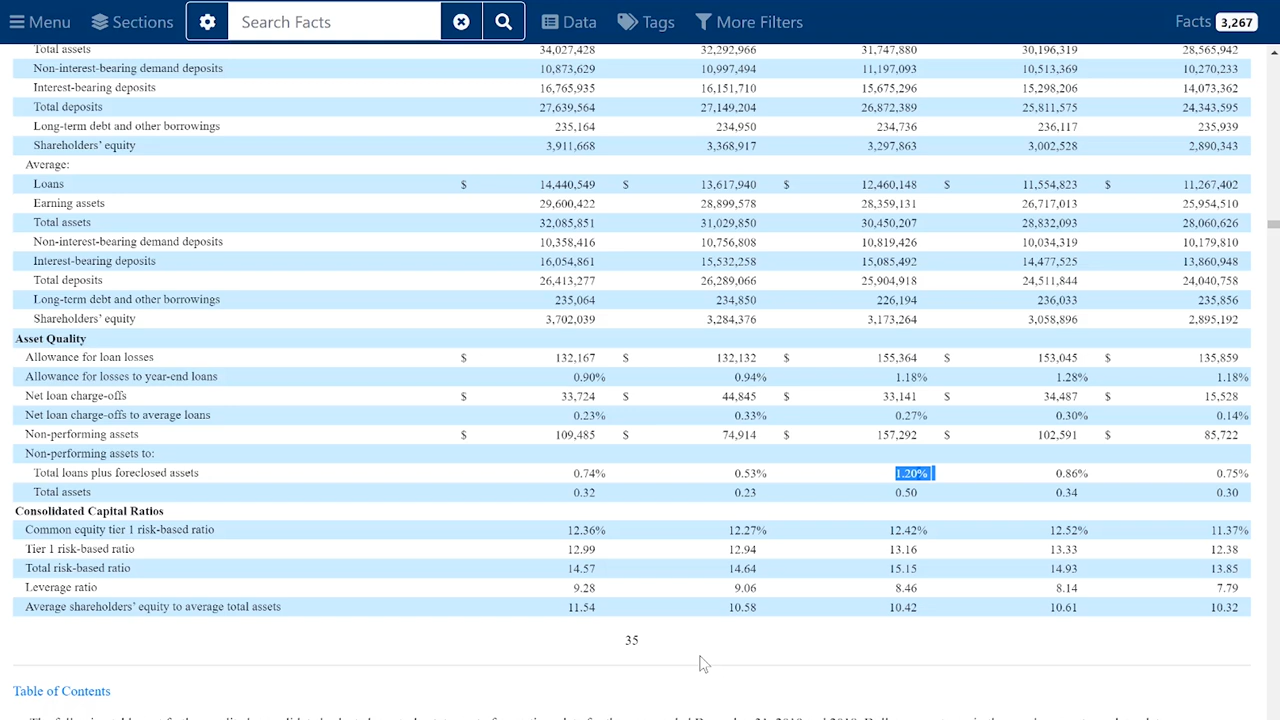 Menu Sections Search Facts Data Tags More Filters Facts 3,267
Total assets 34,027,428 32,292,966 31,747,880 30,196,319 28,565,942
Non-interest-bearing demand deposits 10,873,629 10,997,494 11,197,093 10,513,369 10,270,233
Interest-bearing deposits 16,765,935 16,151,710 15,675,296 15,298,206 14,073,362
Total deposits 27,639,564 27,149,204 26,872,389 25,811,575 24,343,595
Long-term debt and other borrowings 235,164 234,950 234,736 236,117 235,939
Shareholders' equity 3,911,668 3,368,917 3,297,863 3,002,528 2,890,343
Average:
Loans $ 14,440,549 $ 13,617,940 $ 12,460,148 $ 11,554,823 $ 11,267,402
Earning assets 29,600,422 28,899,578 28,359,131 26,717,013 25,954,510
Total assets 32,085,851 31,029,850 30,450,207 28,832,093 28,060,626
Non-interest-bearing demand deposits 10,358,416 10,756,808 10,819,426 10,034,319 10,179,810
Interest-bearing deposits 16,054,861 15,532,258 15,085,492 14,477,525 13,860,948
Total deposits 26,413,277 26,289,066 25,904,918 24,511,844 24,040,758
Long-term debt and other borrowings 235,064 234,850 226,194 236,033 235,856
Shareholders' equity 3,702,039 3,284,376 3,173,264 3,058,896 2,895,192
Asset Quality
Allowance for loan losses $ 132,167 $ 132,132 $ 155,364 $ 153,045 $ 135,859
Allowance for losses to year-end loans 0.90% 0.94% 1.18% 1.28% 1.18%
Net loan charge-offs $ 33,724 $ 44,845 $ 33,141 $ 34,487 $ 15,528
Net loan charge-offs to average loans 0.23% 0.33% 0.27% 0.30% 0.14%
Non-performing assets $ 109,485 $ 74,914 $ 157,292 $ 102,591 $ 85,722
Non-performing assets to:
Total loans plus foreclosed assets 0.74% 0.53% 1.20% 0.86% 0.75%
Total assets 0.32 0.23 0.50 0.34 0.30
Consolidated Capital Ratios
Common equity tier 1 risk-based ratio 12.36% 12.27% 12.42% 12.52% 11.37%
Tier 1 risk-based ratio 12.99 12.94 13.16 13.33 12.38
Total risk-based ratio 14.57 14.64 15.15 14.93 13.85
Leverage ratio 9.28 9.06 8.46 8.14 7.79
Average shareholders' equity to average total assets 11.54 10.58 10.42 10.61 10.32
35
Table of Contents